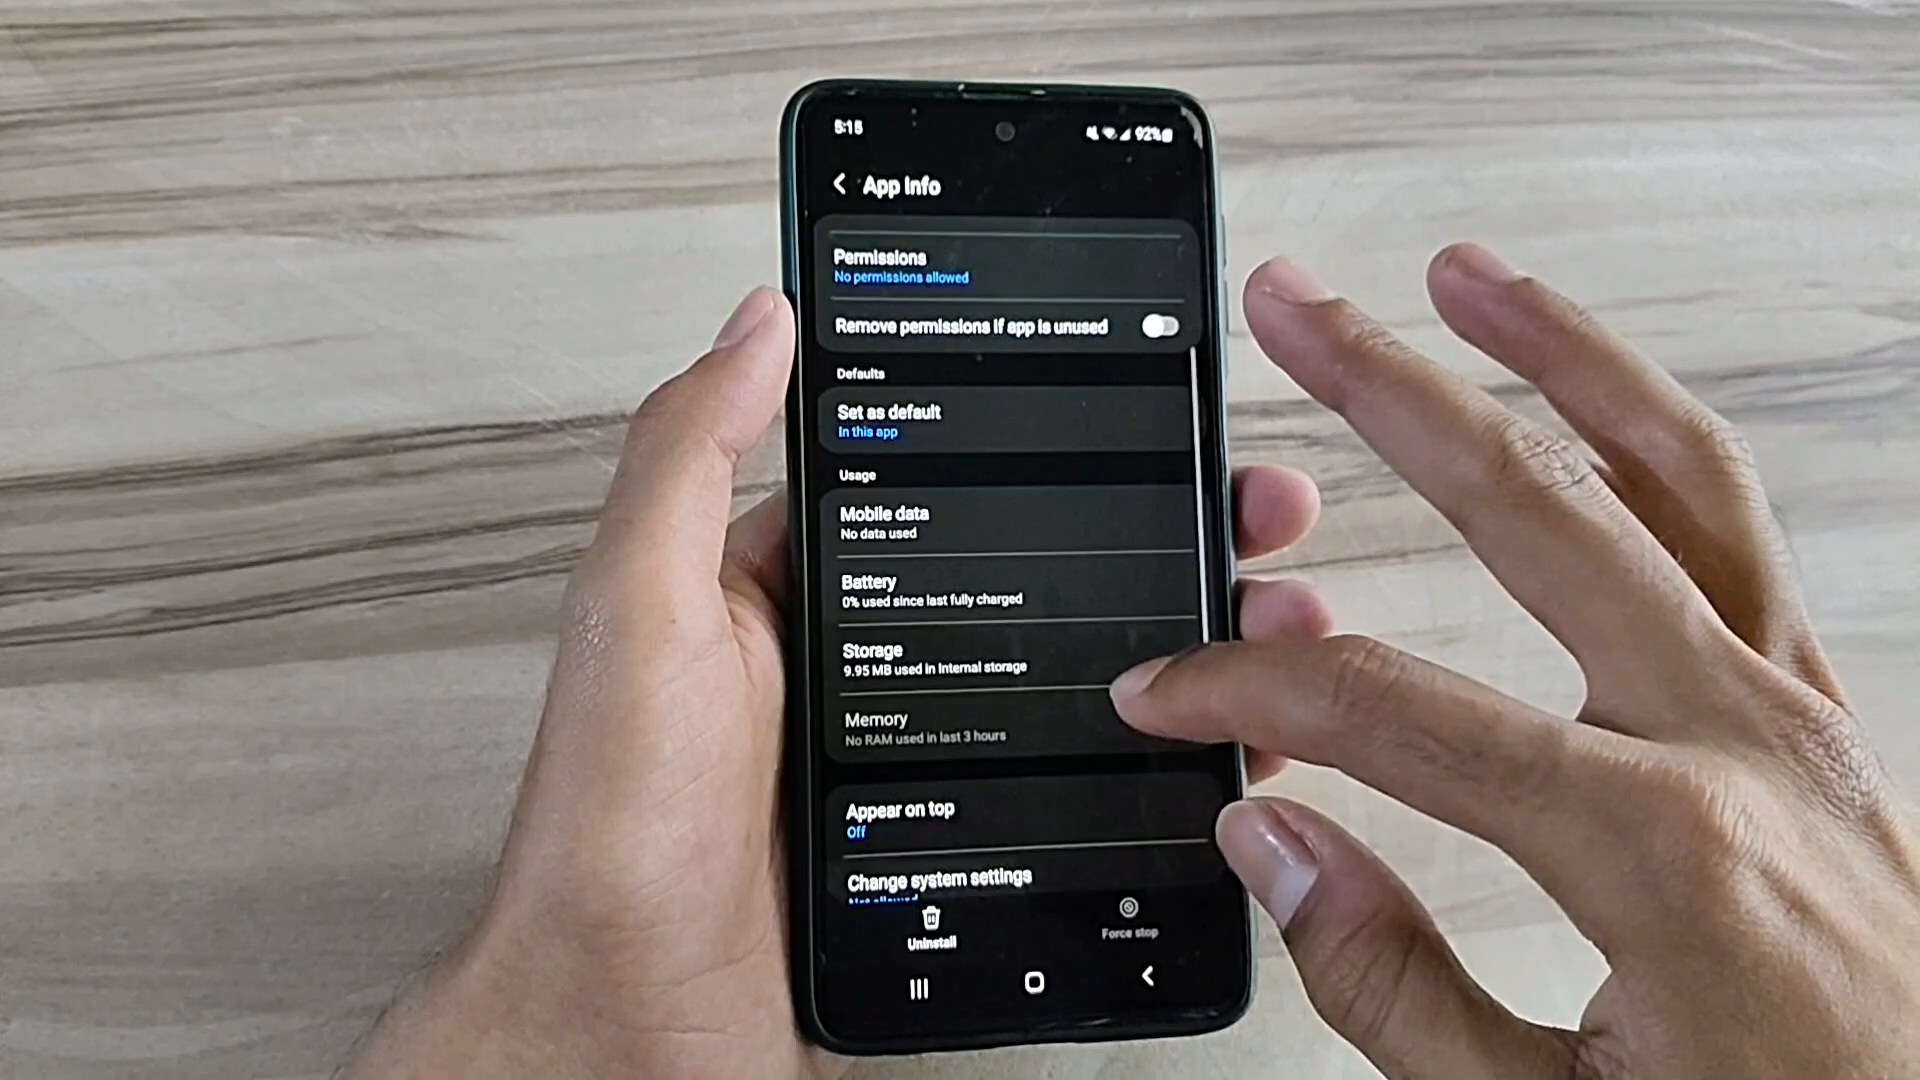 5:15
92%
App info
Permissions
No permissions allowed
Remove permissions if app is unused
Defaults
Set as default
In this app
Usage
Mobile data
No data used
Battery
0% used since last fully charged
Storage
9.95 MB used in Internal storage
Memory
No RAM used in last 3 hours
Appear on top
Off
Change system settings
Not allowed
Uninstall
Force stop